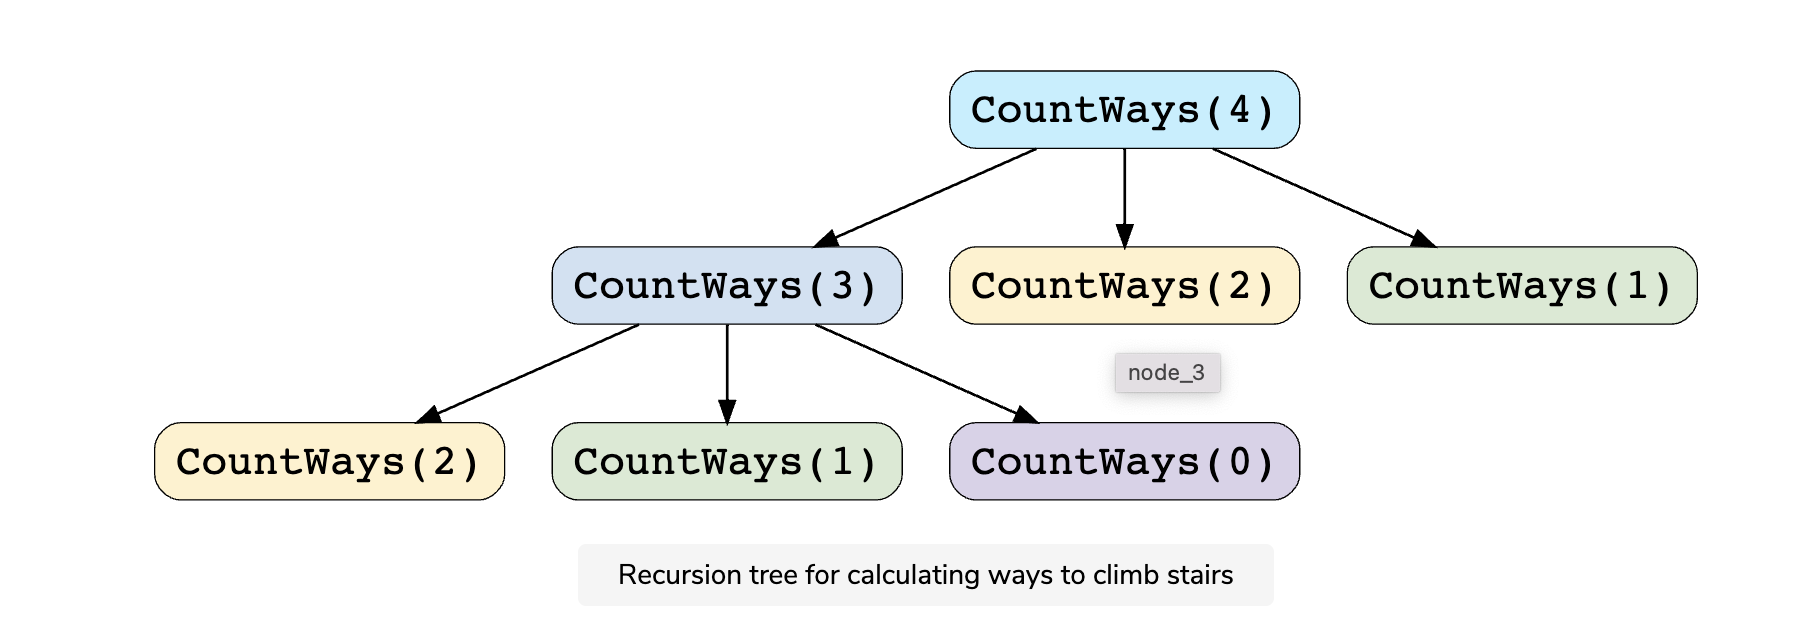 CountWays(4)
CountWays(3)
CountWays(2)
CountWays(1)
node_3
CountWays(2)
CountWays(1)
CountWays(0)
Recursion tree for calculating ways to climb stairs